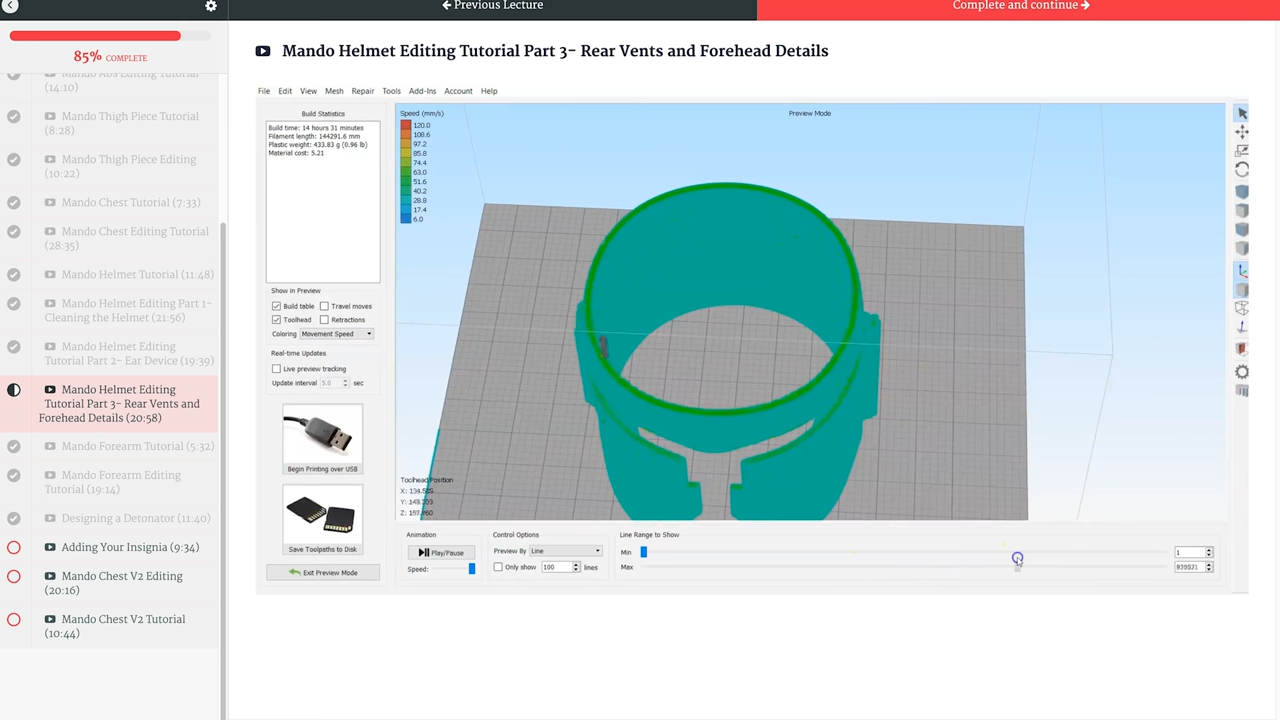 Previous Lecture
Complete and continue
85% COMPLETE
Mando Abs Editing Tutorial
(14:10)
Mando Thigh Piece Tutorial
(8:28)
Mando Thigh Piece Editing
(10:22)
Mando Chest Tutorial (7:33)
Mando Chest Editing Tutorial
(28:35)
Mando Helmet Tutorial (11:48)
Mando Helmet Editing Part 1-
Cleaning the Helmet (21:56)
Mando Helmet Editing
Tutorial Part 2- Ear Device (19:39)
Mando Helmet Editing
Tutorial Part 3- Rear Vents and
Forehead Details (20:58)
Mando Forearm Tutorial (5:32)
Mando Forearm Editing
Tutorial (19:14)
Designing a Detonator (11:40)
Adding Your Insignia (9:34)
Mando Chest V2 Editing
(20:16)
Mando Chest V2 Tutorial
(10:44)
Mando Helmet Editing Tutorial Part 3- Rear Vents and Forehead Details
File Edit View Mesh Repair Tools Add-Ins Account Help
Build Statistics
Build time: 14 hours 31 minutes
Filament length: 144291.6 mm
Plastic weight: 433.83 g (0.96 lb)
Material cost: 5.21
Show in Preview
Build table Travel moves
Toolhead Retractions
Coloring Movement Speed
Real-time Updates
Live preview tracking
Update interval 5.0 sec
Begin Printing over USB
Save Toolpaths to Disk
Exit Preview Mode
Speed (mm/s)
120.0
108.6
97.2
85.8
74.4
63.0
51.6
40.2
28.8
17.4
6.0
Preview Mode
Toolhead Position
X:
Y:
Z:
Animation
Play/Pause
Speed:
Control Options
Preview By Line
Only show 100 lines
Line Range to Show
Min 1
Max